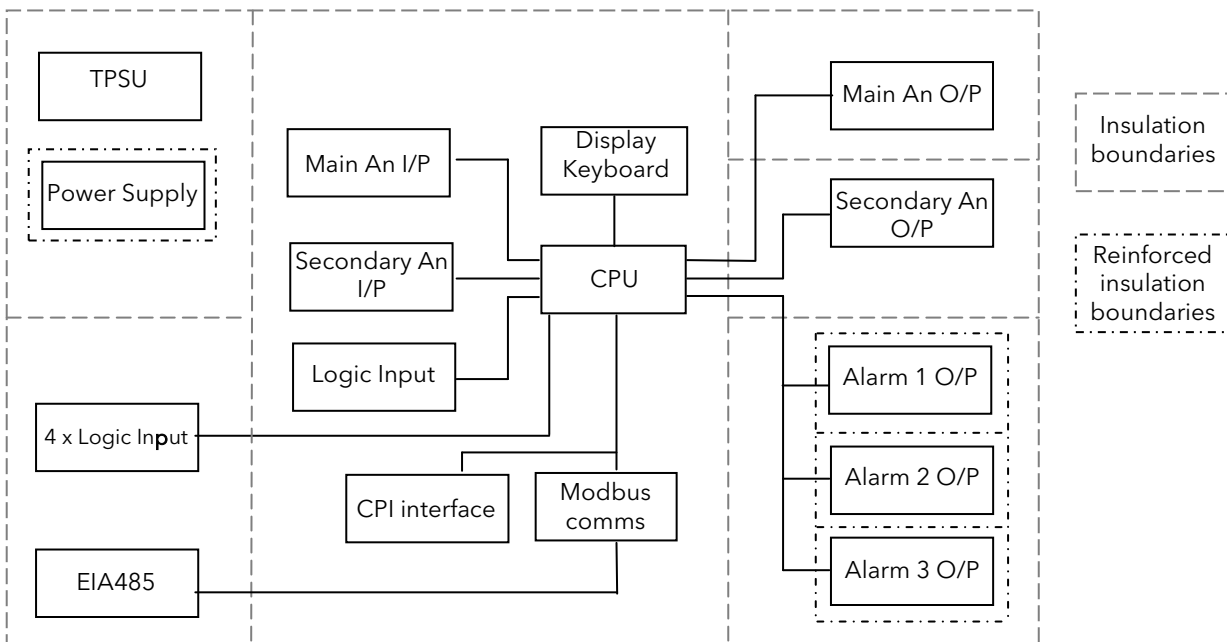 TPSU
Power Supply
4 x Logic Input
EIA485
Main An I/P
Secondary An
I/P
Logic Input
Display
Keyboard
CPU
CPI interface
Modbus
comms
Main An O/P
Secondary An
O/P
Alarm 1 O/P
Alarm 2 O/P
Alarm 3 O/P
Insulation
boundaries
Reinforced
insulation
boundaries